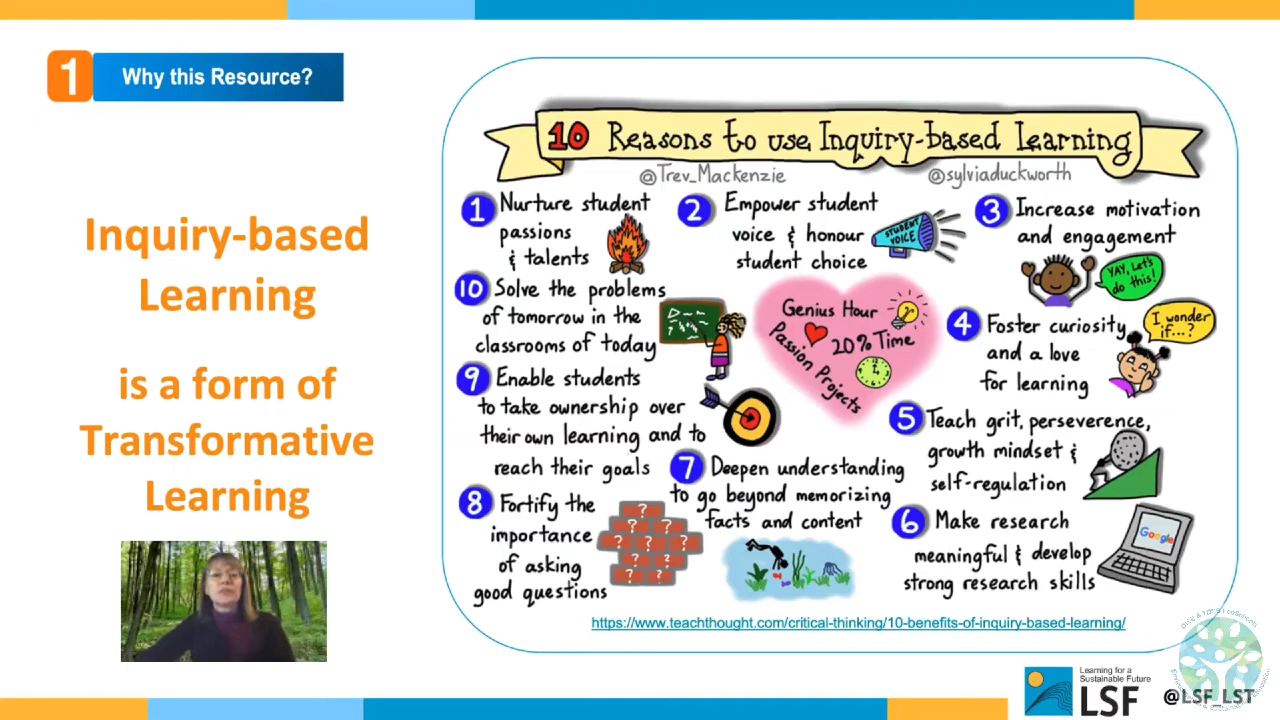 1 Why this Resource?
Inquiry-based
Learning
is a form of
Transformative
Learning
10 Reasons to use Inquiry-based Learning
@Trev_Mackenzie @sylviaduckworth
1 Nurture student
passions
& talents
2 Empower student
voice & honour
student choice
STUDENT
VOICE
3 Increase motivation
and engagement
YAY, Let's
do this!
4 Foster curiosity
and a love
for learning
I wonder
if...?
5 Teach grit, perseverence,
growth mindset &
self-regulation
6 Make research
meaningful & develop
strong research skills
Google
7 Deepen understanding
to go beyond memorizing
facts and content
8 Fortify the
importance
of asking
good questions
? ? ? ? ? ? ? ? ? ?
9 Enable students
to take ownership over
their own learning and to
reach their goals
10 Solve the problems
of tomorrow in the
classrooms of today
Genius Hour
20% Time
Passion Projects
https://www.teachthought.com/critical-thinking/10-benefits-of-inquiry-based-learning/
Learning for a
Sustainable Future
LSF
@LSF_LST